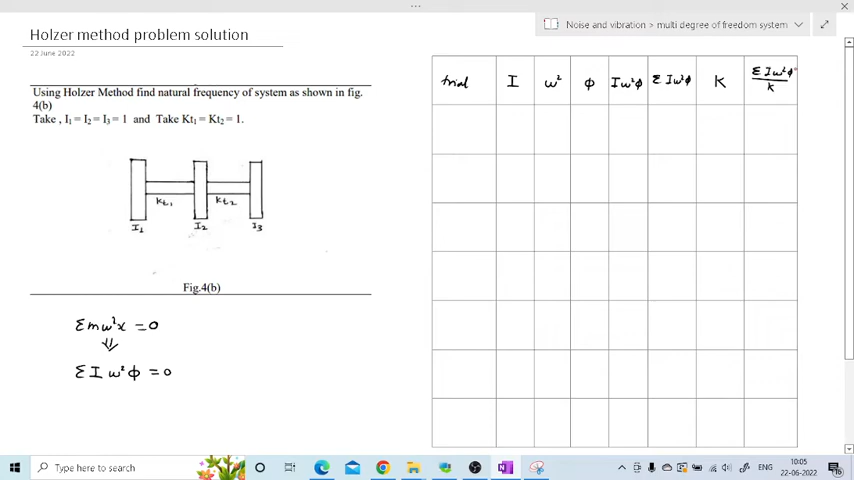 Holzer method problem solution
22 June 2022
Noise and vibration > multi degree of freedom system
Using Holzer Method find natural frequency of system as shown in fig.
4(b)
Take , I₁ = I₂ = I₃ = 1 and Take Kt₁ = Kt₂ = 1.
Kt₁ Kt₂
I₁ I₂ I₃
Fig.4(b)
Σmω²x = 0
⇓
Σ I ω² ϕ = 0
trial I ω² ϕ Iω²ϕ Σ Iω²ϕ K Σ Iω²ϕ
K
Type here to search
ENG
10:05
22-06-2022